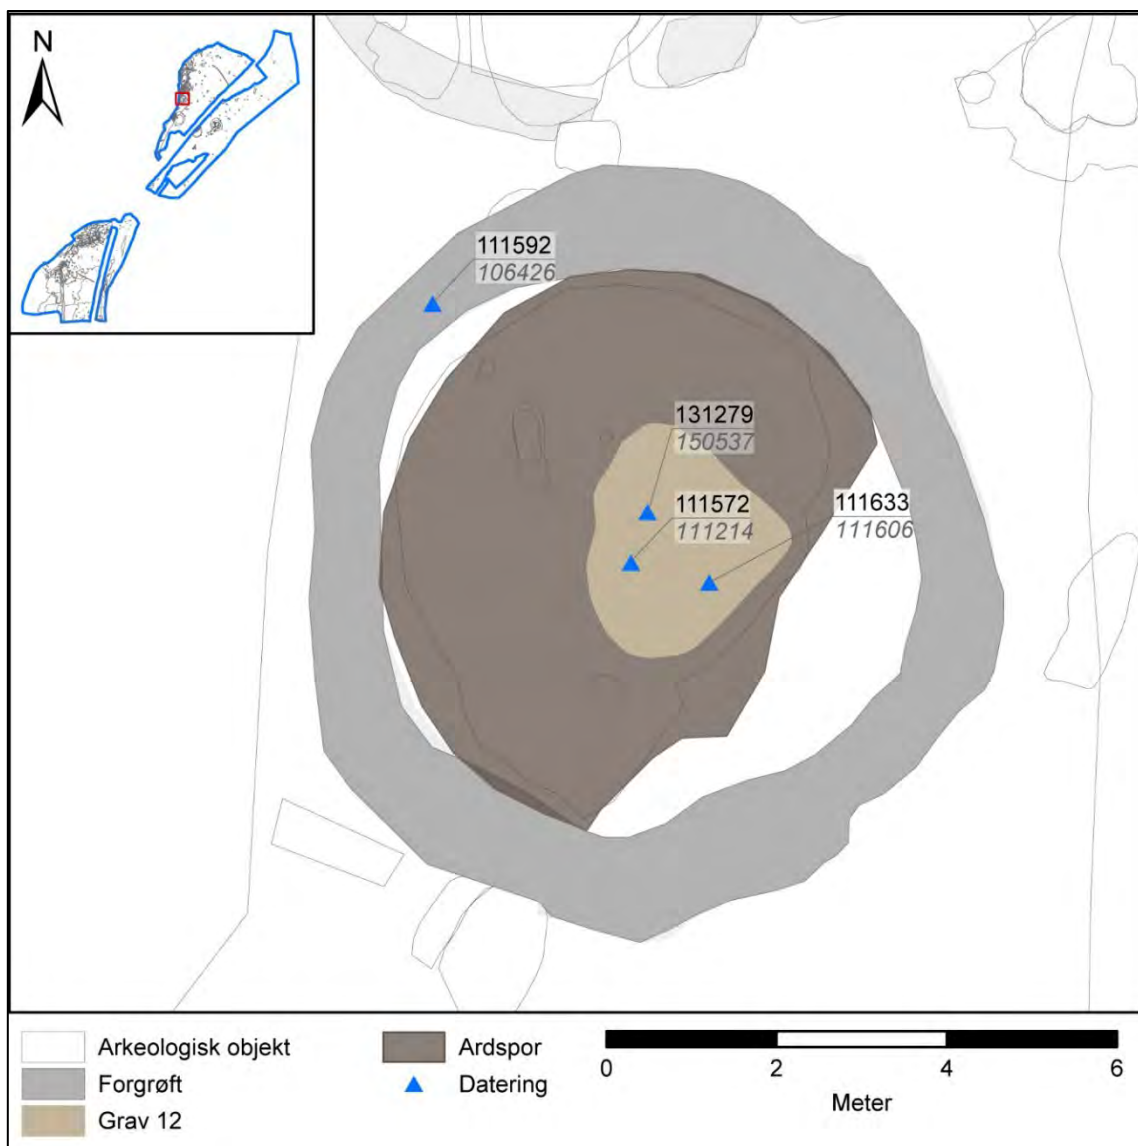 N
111592
106426
131279
150537
111572
111214
111633
111606
Arkeologisk objekt
Forgrøft
Grav 12
Ardspor
Datering
0 2 4 6
Meter